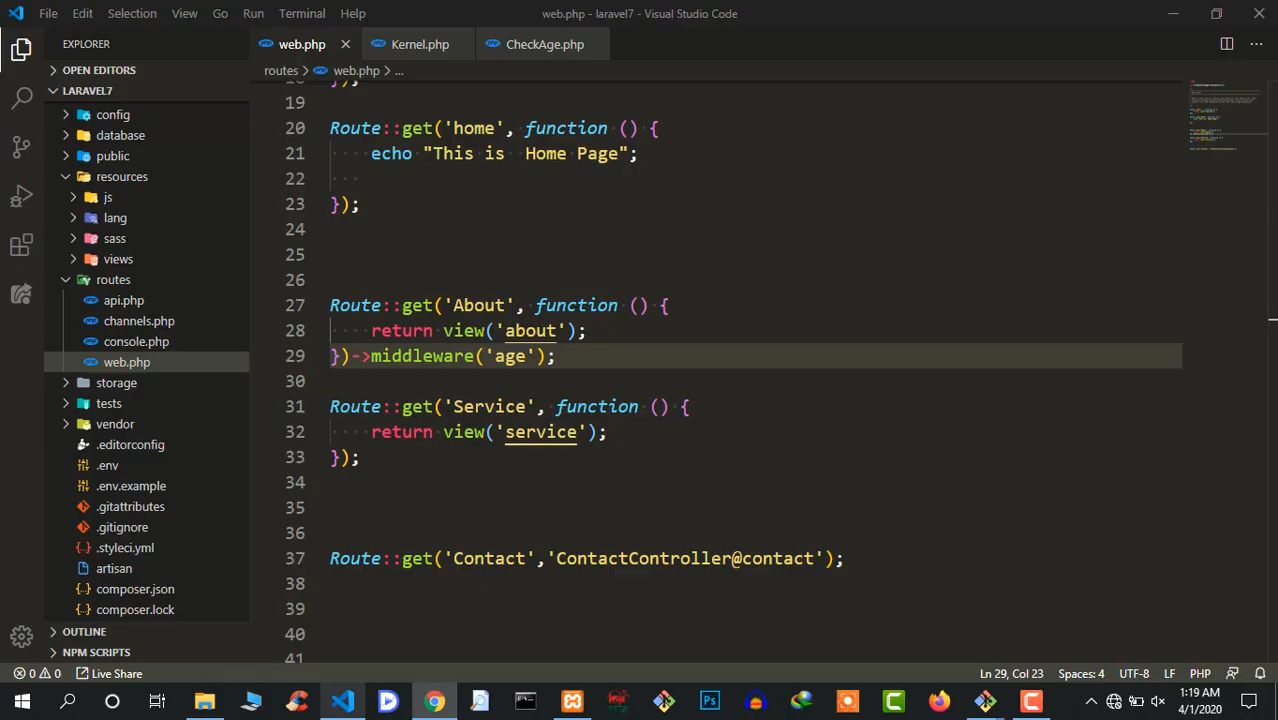 File Edit Selection View Go Run Terminal Help web.php - laravel7 - Visual Studio Code
EXPLORER
OPEN EDITORS
LARAVEL7
config
database
public
resources
js
lang
sass
views
routes
api.php
channels.php
console.php
web.php
storage
tests
vendor
.editorconfig
.env
.env.example
.gitattributes
.gitignore
.styleci.yml
artisan
composer.json
composer.lock
OUTLINE
NPM SCRIPTS
web.php Kernel.php CheckAge.php
routes > web.php > ...
18 });
19
20 Route::get('home', function () {
21 echo "This is  Home Page";
22
23 });
24
25
26
27 Route::get('About', function () {
28 return view('about');
29 })->middleware('age');
30
31 Route::get('Service', function () {
32 return view('service');
33 });
34
35
36
37 Route::get('Contact','ContactController@contact');
38
39
40
41
0 0 Live Share Ln 29, Col 23 Spaces: 4 UTF-8 LF PHP
Ps
1:19 AM
4/1/2020